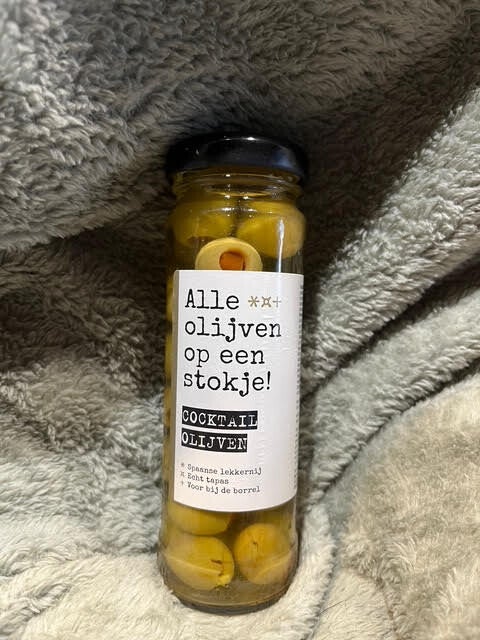 Alle *¤+
olijven
op een
stokje!
COCKTAIL
OLIJVEN
* Spaanse lekkernij
¤ Echt tapas
+ Voor bij de borrel